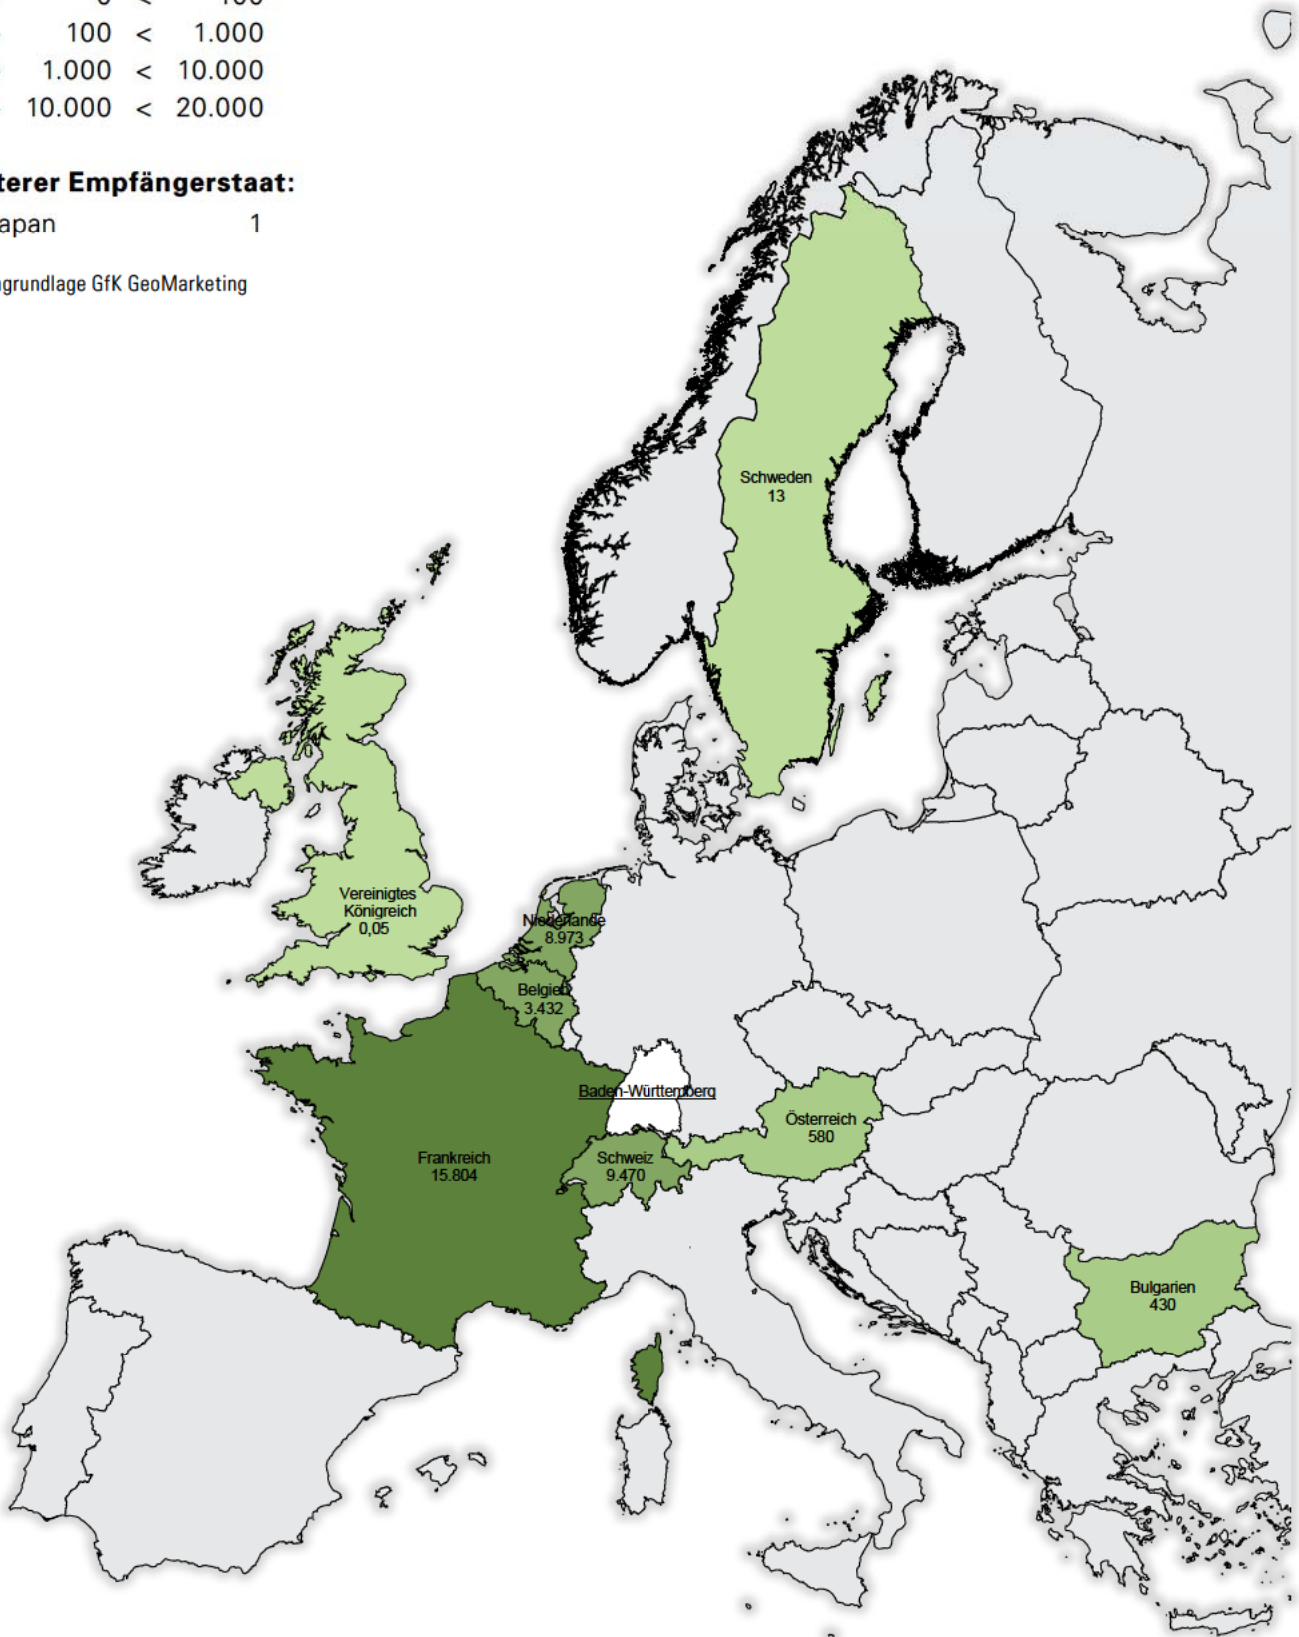 100 < 1.000
1.000 < 10.000
10.000 < 20.000
terer Empfängerstaat:
apan 1
grundlage GfK GeoMarketing
Schweden
13
Vereinigtes
Königreich
0,05
Niederlande
8.973
Belgien
3.432
Baden-Württemberg
Österreich
580
Frankreich
15.804
Schweiz
9.470
Bulgarien
430